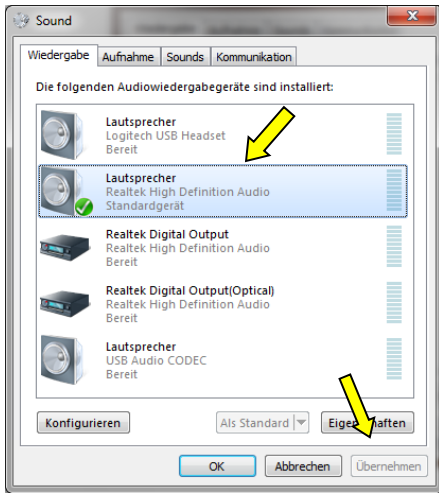 Sound
Wiedergabe Aufnahme Sounds Kommunikation
Die folgenden Audiowiedergabegeräte sind installiert:
Lautsprecher
Logitech USB Headset
Bereit
Lautsprecher
Realtek High Definition Audio
Standardgerät
Realtek Digital Output
Realtek High Definition Audio
Bereit
Realtek Digital Output(Optical)
Realtek High Definition Audio
Bereit
Lautsprecher
USB Audio CODEC
Bereit
Konfigurieren Als Standard Eigenschaften
OK Abbrechen Übernehmen